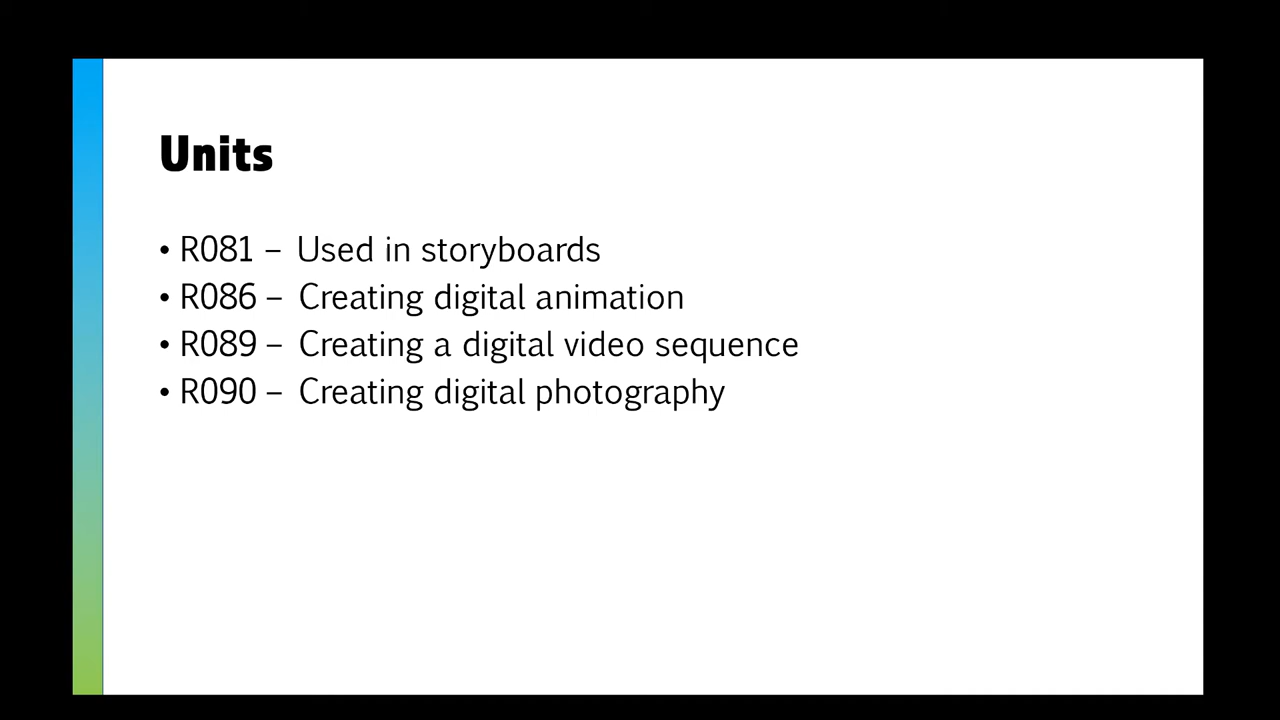 Units
• R081 – Used in storyboards
• R086 – Creating digital animation
• R089 – Creating a digital video sequence
• R090 – Creating digital photography